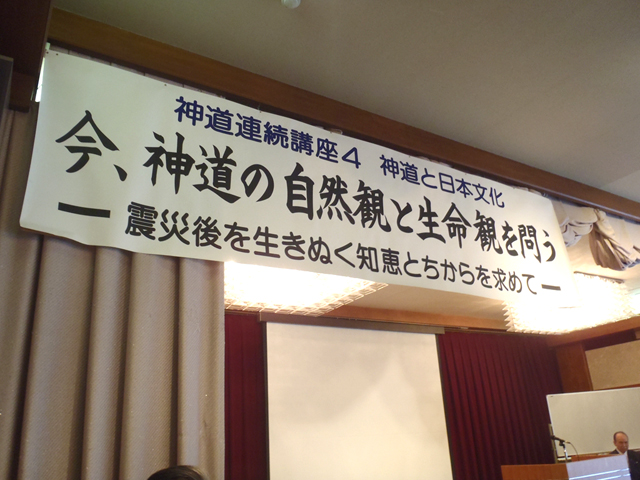 神道連続講座4 神道と日本文化
今、神道の自然観と生命観を問う
ー震災後を生きぬく知恵とちからを求めてー